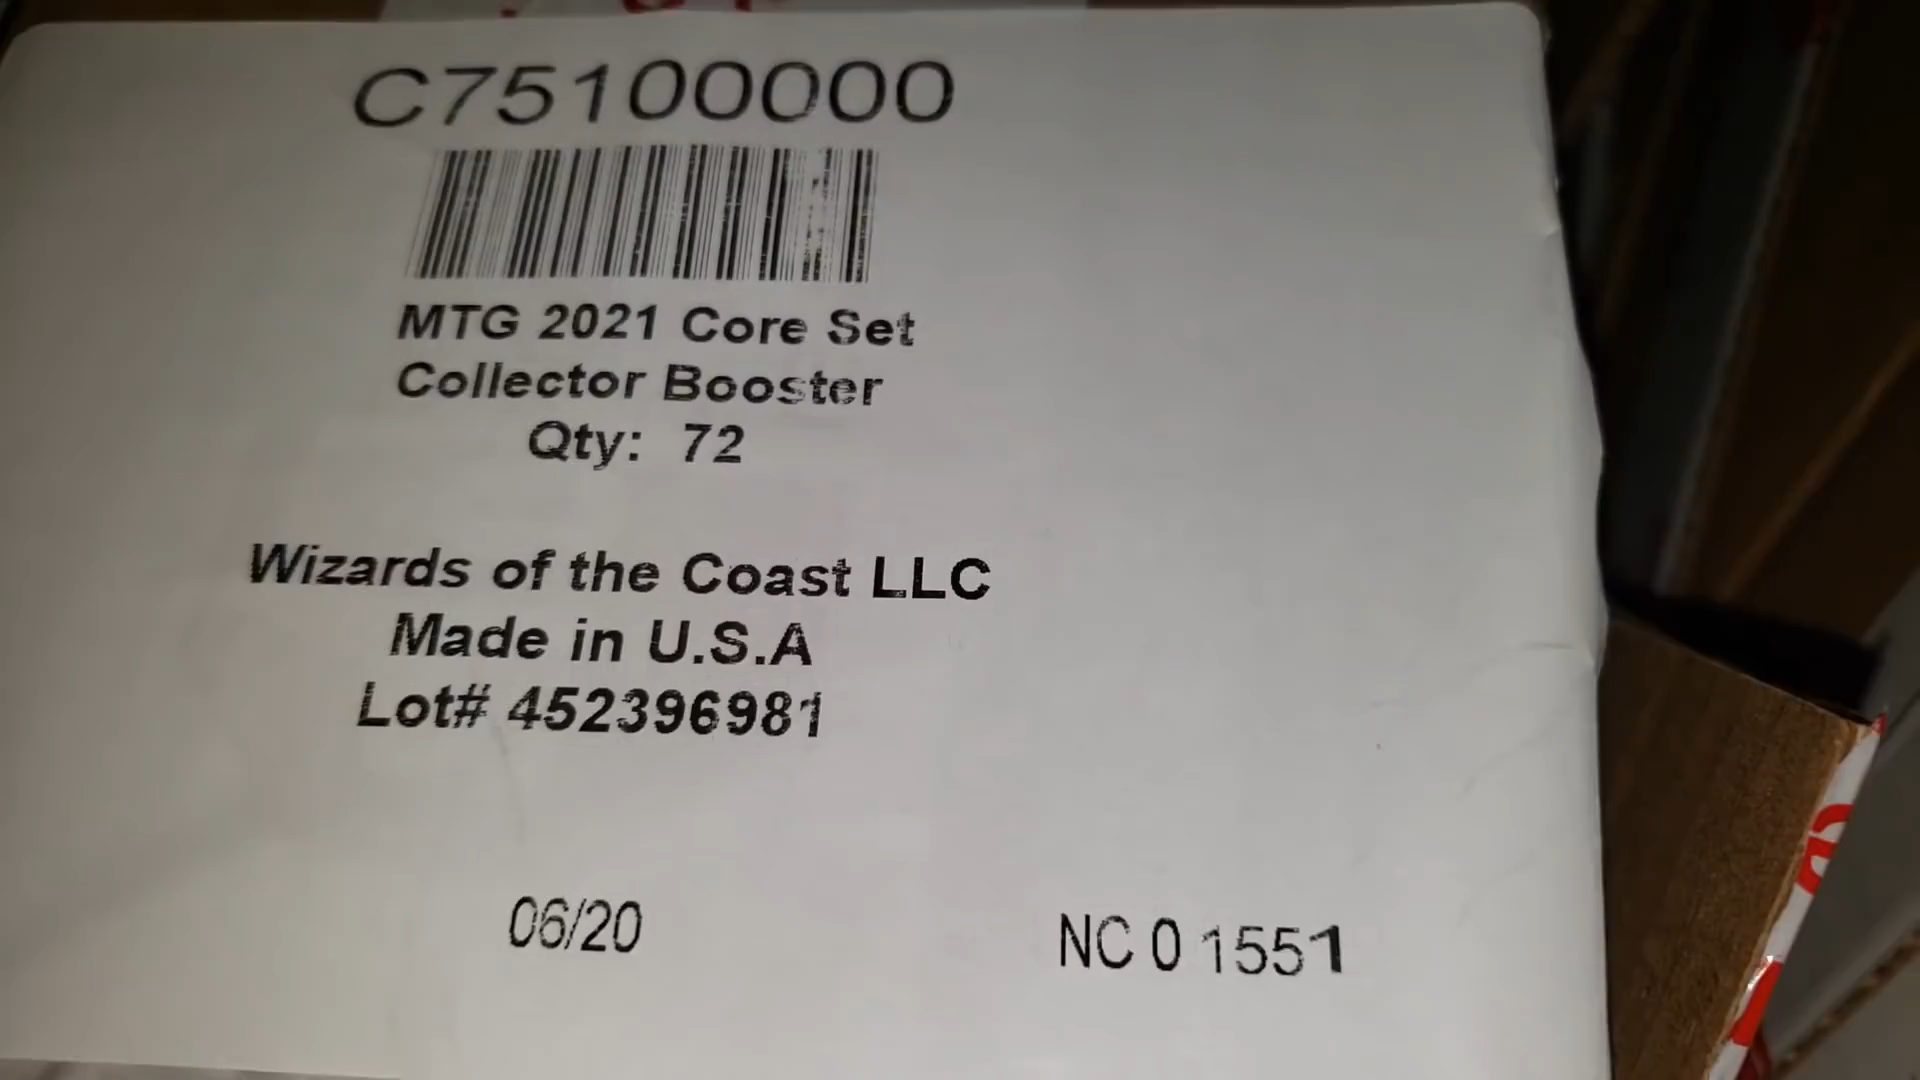 C75100000
MTG 2021 Core Set
Collector Booster
Qty: 72
Wizards of the Coast LLC
Made in U.S.A
Lot# 452396981
06/20
NC 0 1551